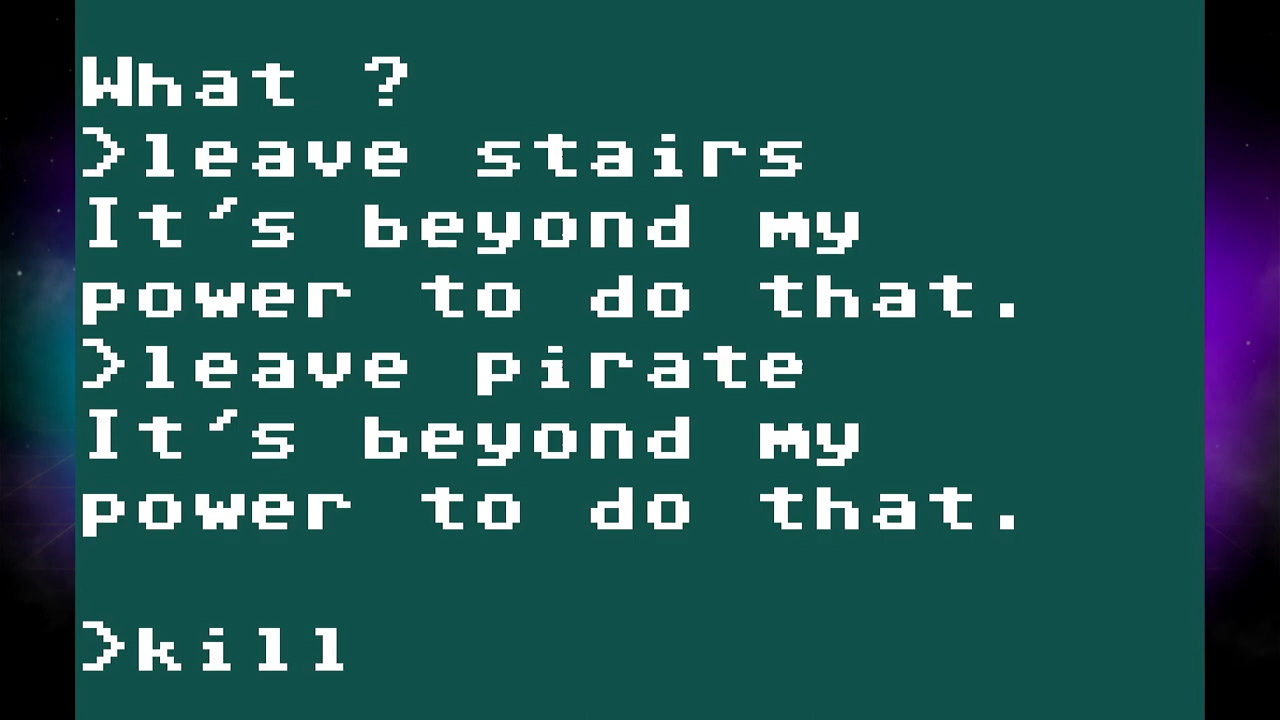 What ?
>leave stairs
It's beyond my
power to do that.
>leave pirate
It's beyond my
power to do that.
>kill